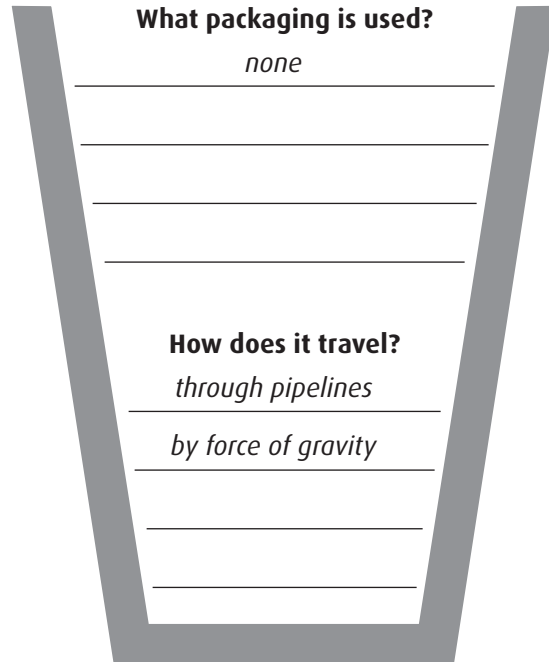 What packaging is used?
none
How does it travel?
through pipelines
by force of gravity